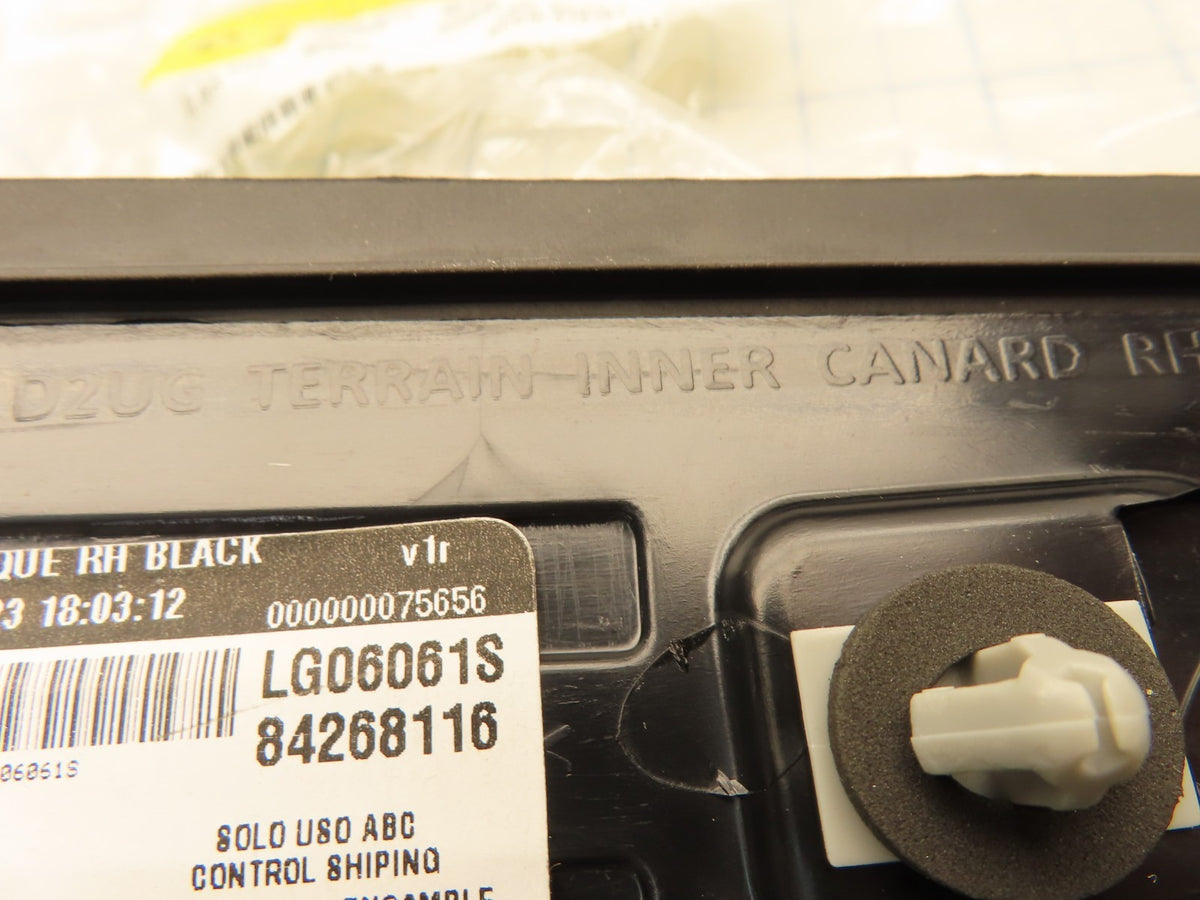 D2UG TERRAIN INNER CANARD RH
QUE RH BLACK v1r
23 18:03:12 000000075656
LG06061S
84268116
06061S
SOLO USO ABC
CONTROL SHIPING
ENSAMBLE